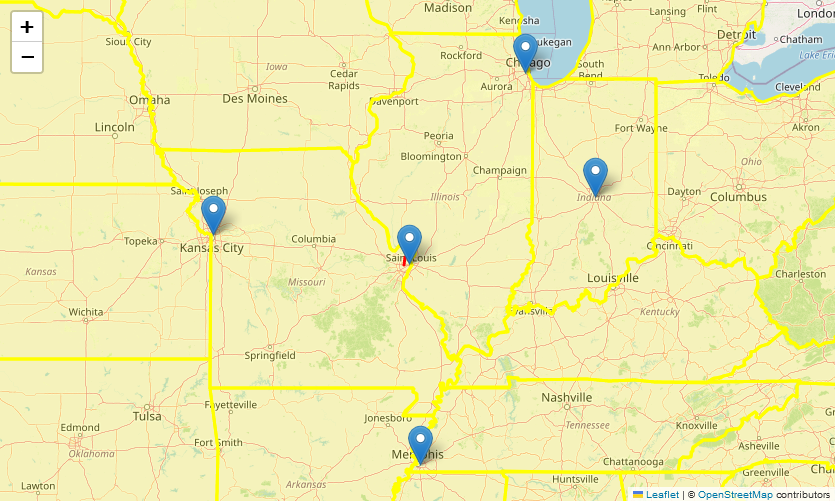 +
−
Madison
Kenosha
Lansing
Flint
London
Sioux City
Rockford
Waukegan
Detroit
Chatham
Ann Arbor
Lake Erie
Iowa
Cedar
Rapids
Chicago
South
Bend
Toledo
Omaha
Des Moines
Davenport
Aurora
Cleveland
Lincoln
Peoria
Fort Wayne
Akron
Bloomington
Champaign
Ohio
Saint Joseph
Illinois
Indiana
Dayton
Columbus
Topeka
Kansas City
Columbia
Saint Louis
Cincinnati
Kansas
Missouri
Louisville
Charleston
Wichita
Evansville
Kentucky
Springfield
Fayetteville
Nashville
Tulsa
Jonesboro
Tennessee
Knoxville
Edmond
Oklahoma
Fort Smith
Memphis
Chattanooga
Asheville
Lawton
Arkansas
Huntsville
Greenville
Leaflet | © OpenStreetMap contributors